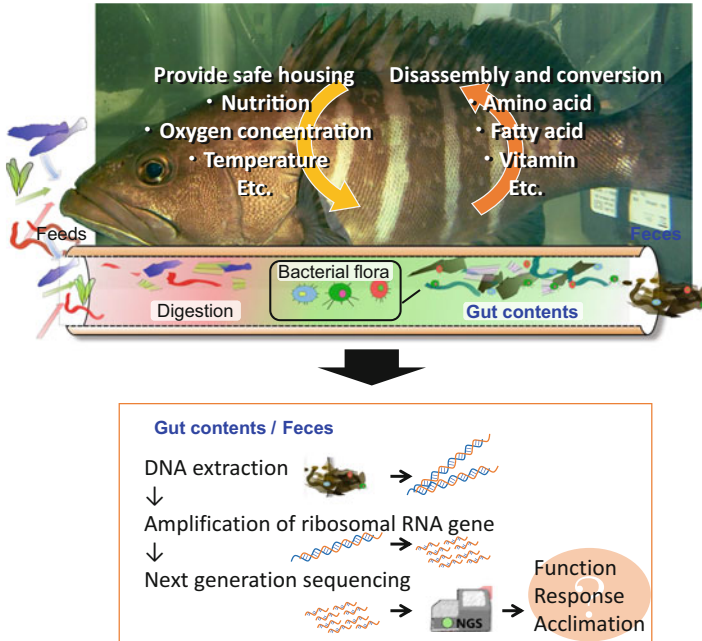 Provide safe housing
・ Nutrition
・ Oxygen concentration
・ Temperature
Etc.
Disassembly and conversion
・ Amino acid
・ Fatty acid
・ Vitamin
Etc.
Feeds
Feces
Bacterial flora
Digestion
Gut contents
Gut contents / Feces
DNA extraction
↓
Amplification of ribosomal RNA gene
↓
Next generation sequencing
NGS
?
Function
Response
Acclimation